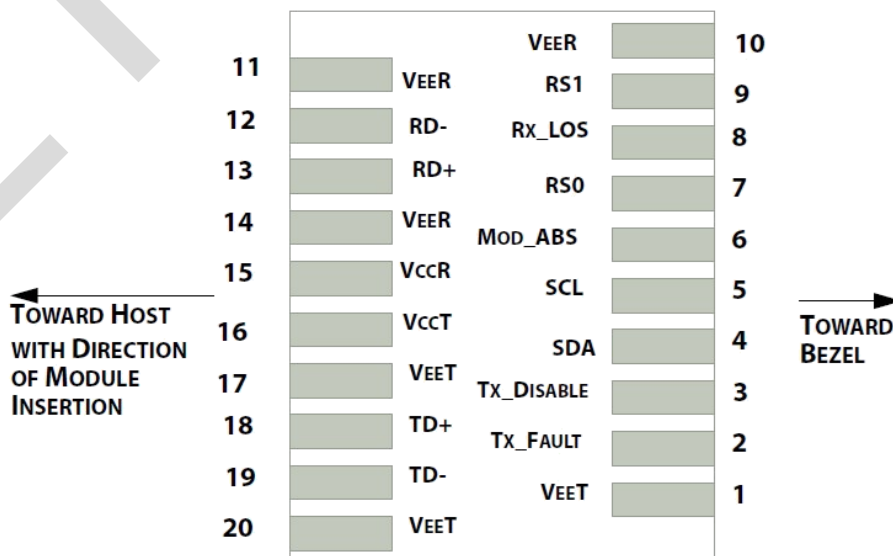 11 VEER
12 RD-
13 RD+
14 VEER
15 VCCR
16 VCCT
17 VEET
18 TD+
19 TD-
20 VEET
VEER 10
RS1 9
RX_LOS 8
RS0 7
MOD_ABS 6
SCL 5
SDA 4
TX_DISABLE 3
TX_FAULT 2
VEET 1
TOWARD HOST
WITH DIRECTION
OF MODULE
INSERTION
TOWARD
BEZEL